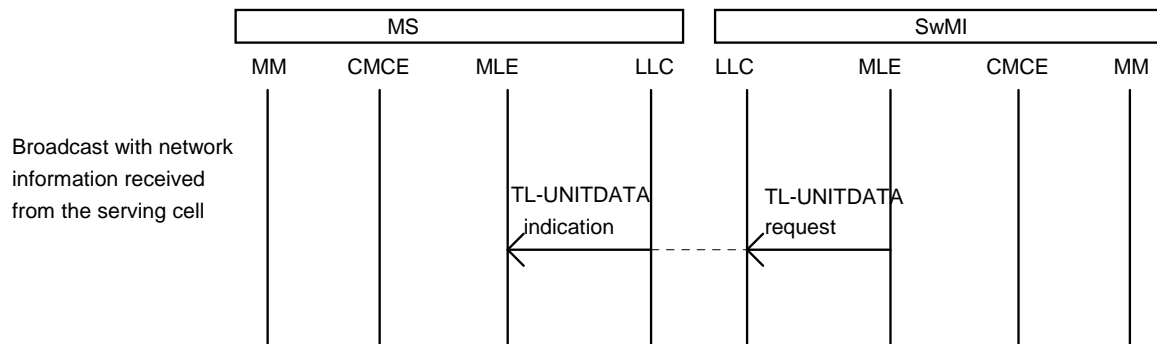 MS
SwMI
MM
CMCE
MLE
LLC
LLC
MLE
CMCE
MM
Broadcast with network
information received
from the serving cell
TL-UNITDATA
indication
TL-UNITDATA
request